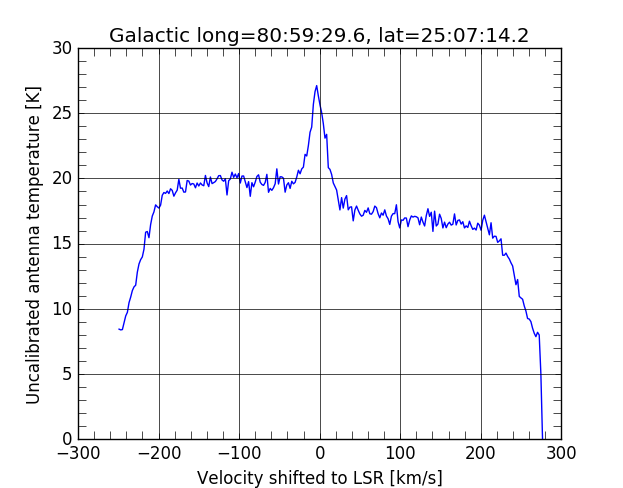 Galactic long=80:59:29.6, lat=25:07:14.2
30
25
20
15
10
5
0
−300 −200 −100 0 100 200 300
Velocity shifted to LSR [km/s]
Uncalibrated antenna temperature [K]